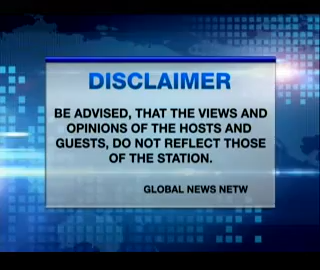 DISCLAIMER
BE ADVISED, THAT THE VIEWS AND
OPINIONS OF THE HOSTS AND
GUESTS, DO NOT REFLECT THOSE
OF THE STATION.
GLOBAL NEWS NETW